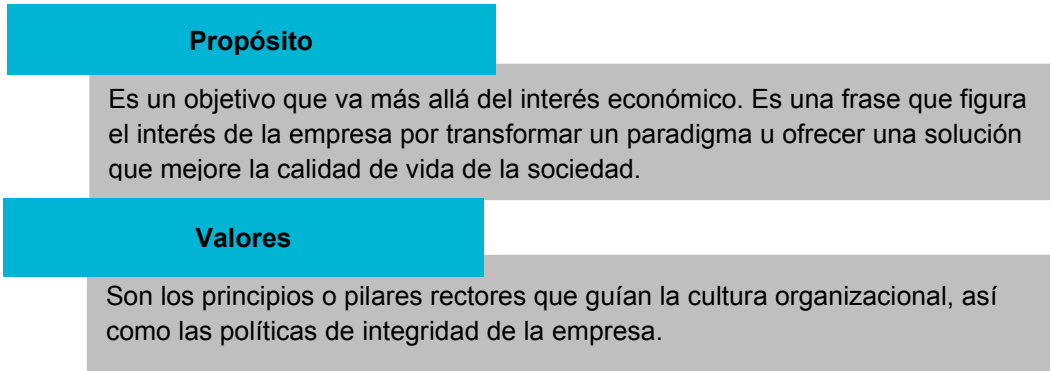 Propósito
Es un objetivo que va más allá del interés económico. Es una frase que figura
el interés de la empresa por transformar un paradigma u ofrecer una solución
que mejore la calidad de vida de la sociedad.
Valores
Son los principios o pilares rectores que guían la cultura organizacional, así
como las políticas de integridad de la empresa.